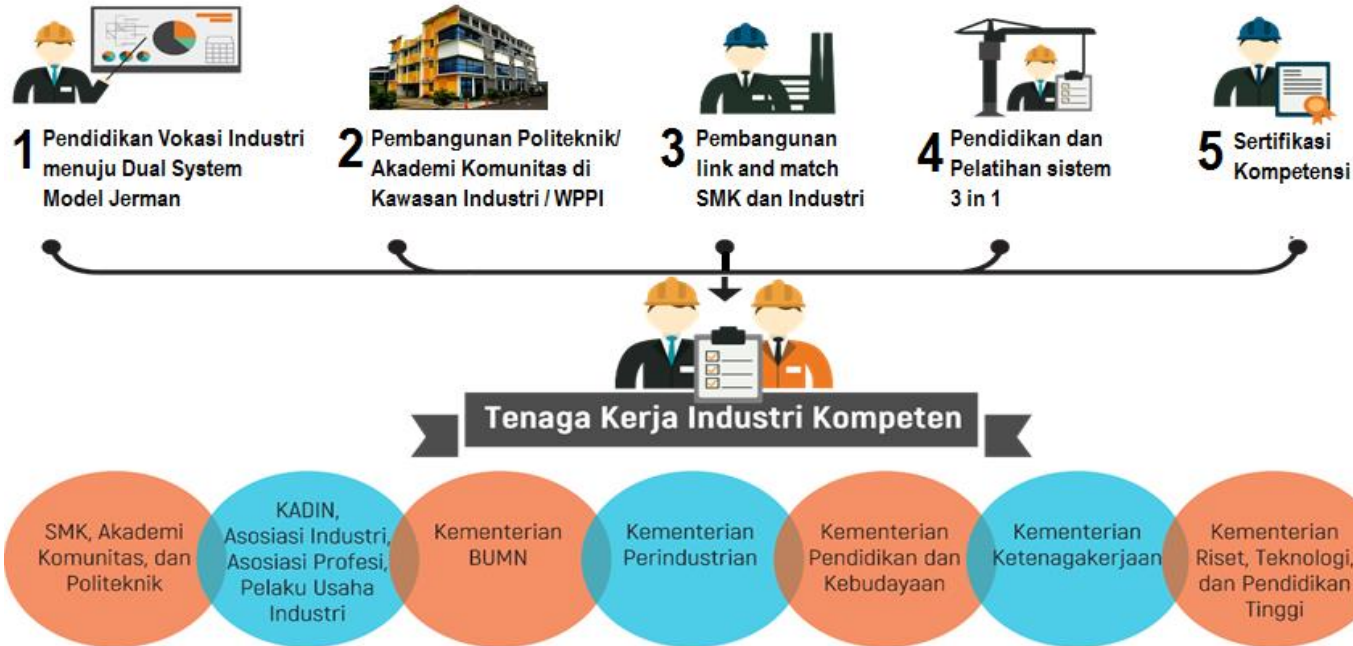 1 Pendidikan Vokasi Industri
menuju Dual System
Model Jerman
2 Pembangunan Politeknik/
Akademi Komunitas di
Kawasan Industri / WPPI
3 Pembangunan
link and match
SMK dan Industri
4 Pendidikan dan
Pelatihan sistem
3 in 1
5 Sertifikasi
Kompetensi
Tenaga Kerja Industri Kompeten
SMK, Akademi
Komunitas, dan
Politeknik
KADIN,
Asosiasi Industri,
Asosiasi Profesi,
Pelaku Usaha
Industri
Kementerian
BUMN
Kementerian
Perindustrian
Kementerian
Pendidikan dan
Kebudayaan
Kementerian
Ketenagakerjaan
Kementerian
Riset, Teknologi,
dan Pendidikan
Tinggi